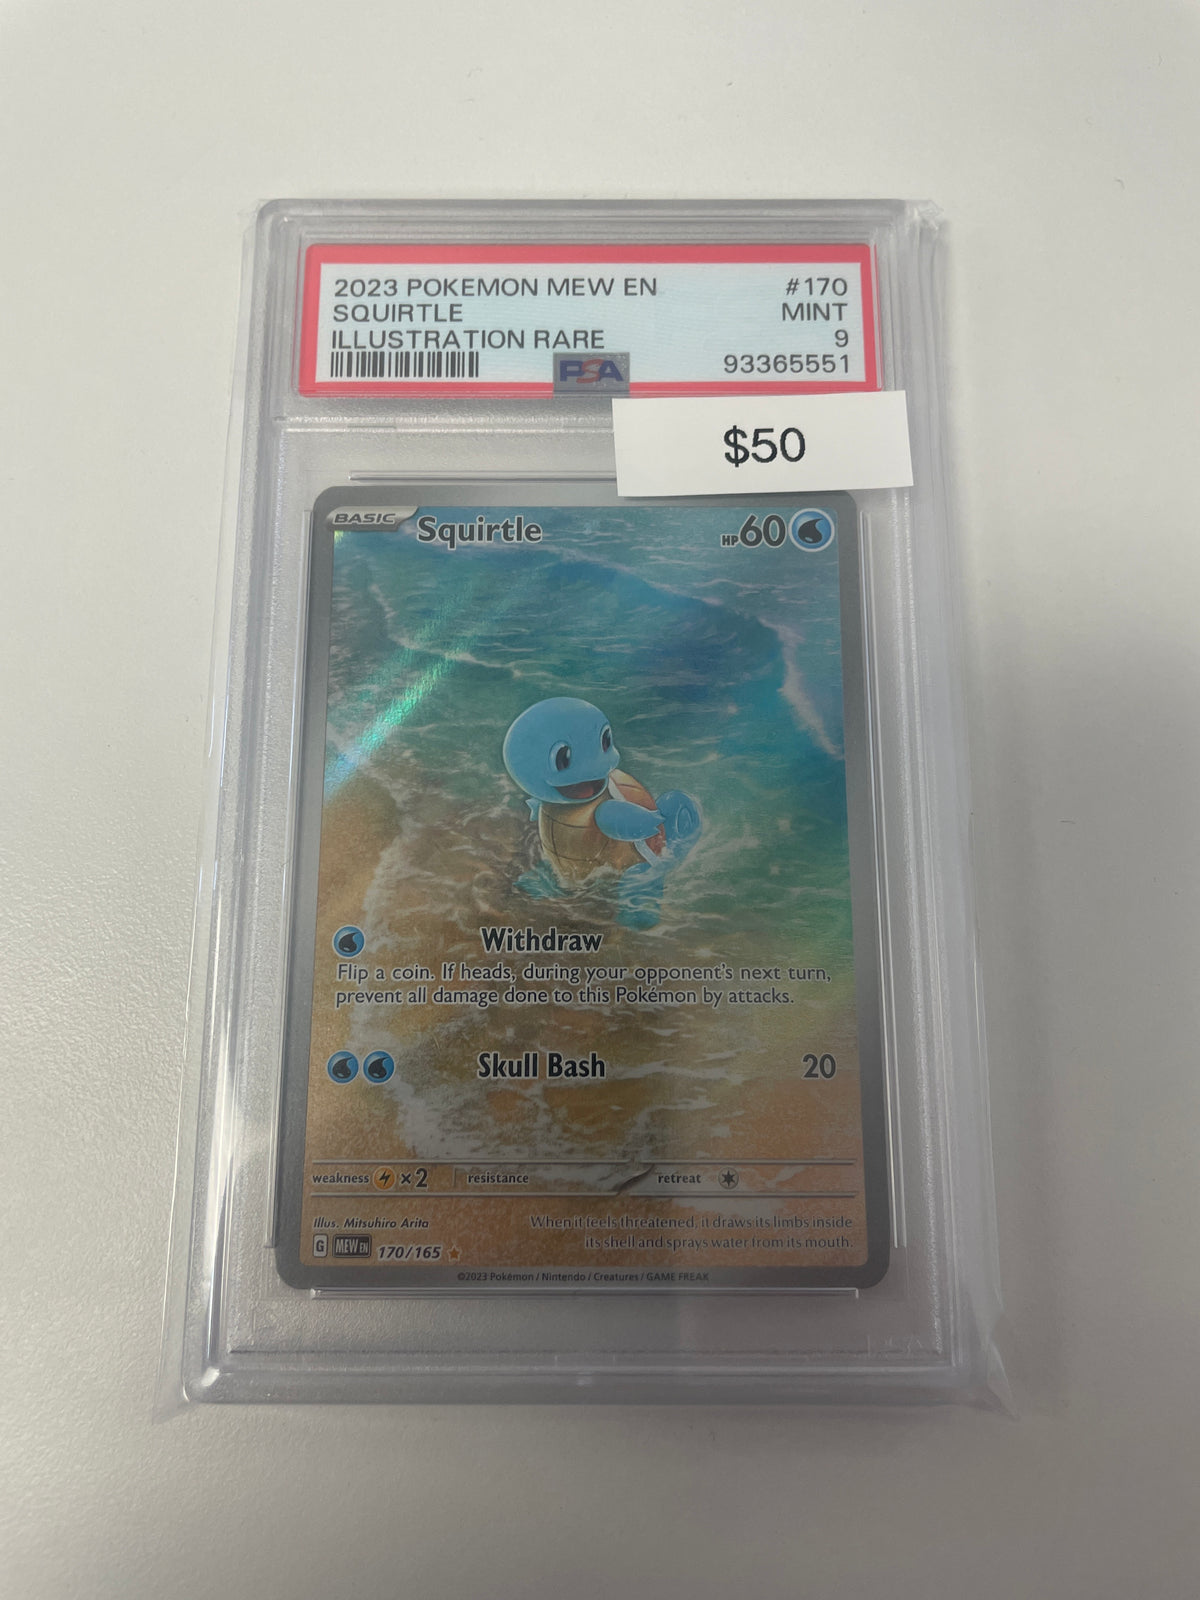 2023 POKEMON MEW EN #170
SQUIRTLE MINT
ILLUSTRATION RARE 9
PSA 93365551
$50
BASIC Squirtle HP 60
Withdraw
Flip a coin. If heads, during your opponent's next turn,
prevent all damage done to this Pokémon by attacks.
Skull Bash 20
weakness ×2 resistance retreat
Illus. Mitsuhiro Arita
When it feels threatened, it draws its limbs inside
its shell and sprays water from its mouth.
G MEW EN 170/165
©2023 Pokémon / Nintendo / Creatures / GAME FREAK